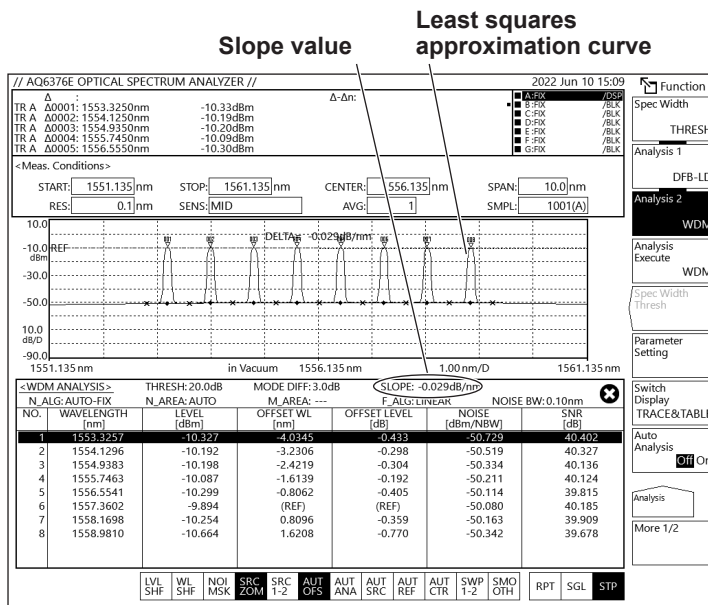 Least squares
Slope value approximation curve
// AQ6376E OPTICAL SPECTRUM ANALYZER // 2022 Jun 10 15:09
Δ : Δ-Δn:
TR A Δ0001: 1553.3250nm -10.33dBm
TR A Δ0002: 1554.1250nm -10.19dBm
TR A Δ0003: 1554.9350nm -10.20dBm
TR A Δ0004: 1555.7450nm -10.09dBm
TR A Δ0005: 1556.5550nm -10.30dBm
A:FIX /DSP
B:FIX /BLK
C:FIX /BLK
D:FIX /BLK
E:FIX /BLK
F:FIX /BLK
G:FIX /BLK
<Meas. Conditions>
START: 1551.135 nm STOP: 1561.135 nm CENTER: 556.135 nm SPAN: 10.0 nm
RES: 0.1 nm SENS: MID AVG: 1 SMPL: 1001(A)
10.0
DELTA= -0.029dB/nm
-10.0 REF
dBm
-30.0
-50.0
10.0
dB/D
-90.0
1551.135 nm in Vacuum 1556.135 nm 1.00 nm/D 1561.135 nm
<WDM ANALYSIS> THRESH: 20.0dB MODE DIFF: 3.0dB SLOPE: -0.029dB/nm
N_ALG: AUTO-FIX N_AREA: AUTO M_AREA: --- F_ALG: LINEAR NOISE BW: 0.10nm
NO. WAVELENGTH LEVEL OFFSET WL OFFSET LEVEL NOISE SNR
[nm] [dBm] [nm] [dB] [dBm/NBW] [dB]
1 1553.3257 -10.327 -4.0345 -0.433 -50.729 40.402
2 1554.1296 -10.192 -3.2306 -0.298 -50.519 40.327
3 1554.9383 -10.198 -2.4219 -0.304 -50.334 40.136
4 1555.7463 -10.087 -1.6139 -0.192 -50.211 40.124
5 1556.5541 -10.299 -0.8062 -0.405 -50.114 39.815
6 1557.3602 -9.894 (REF) (REF) -50.080 40.185
7 1558.1698 -10.254 0.8096 -0.359 -50.163 39.909
8 1558.9810 -10.664 1.6208 -0.770 -50.342 39.678
LVL SHF WL SHF NOI MSK SRC ZOM SRC 1-2 AUT OFS AUT ANA AUT SRC AUT REF AUT CTR SWP 1-2 SMO OTH RPT SGL STP
Function
Spec Width
THRESH
Analysis 1
DFB-LD
Analysis 2
WDM
Analysis
Execute
WDM
Spec Width
Thresh
Parameter
Setting
Switch
Display
TRACE&TABLE
Auto
Analysis
Off On
Analysis
More 1/2